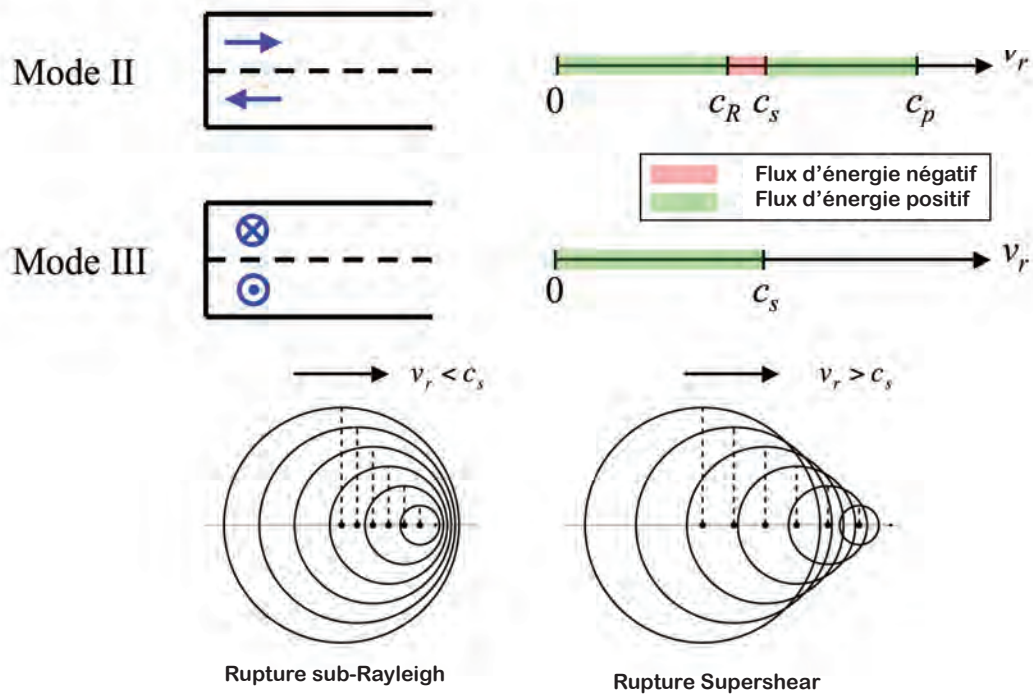 Mode II
v_r
0 c_R c_s c_p
Flux d'énergie négatif
Flux d'énergie positif
Mode III
v_r
0 c_s
v_r < c_s
v_r > c_s
Rupture sub-Rayleigh
Rupture Supershear